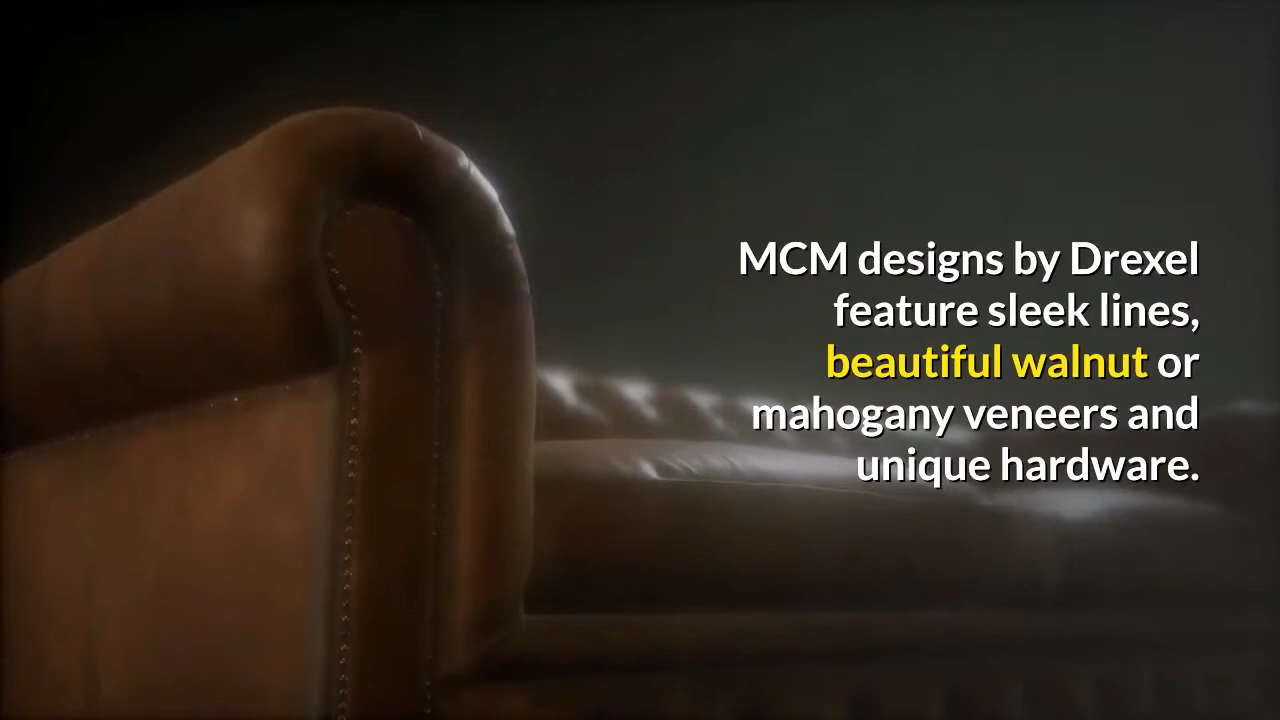 MCM designs by Drexel
feature sleek lines,
beautiful walnut or
mahogany veneers and
unique hardware.